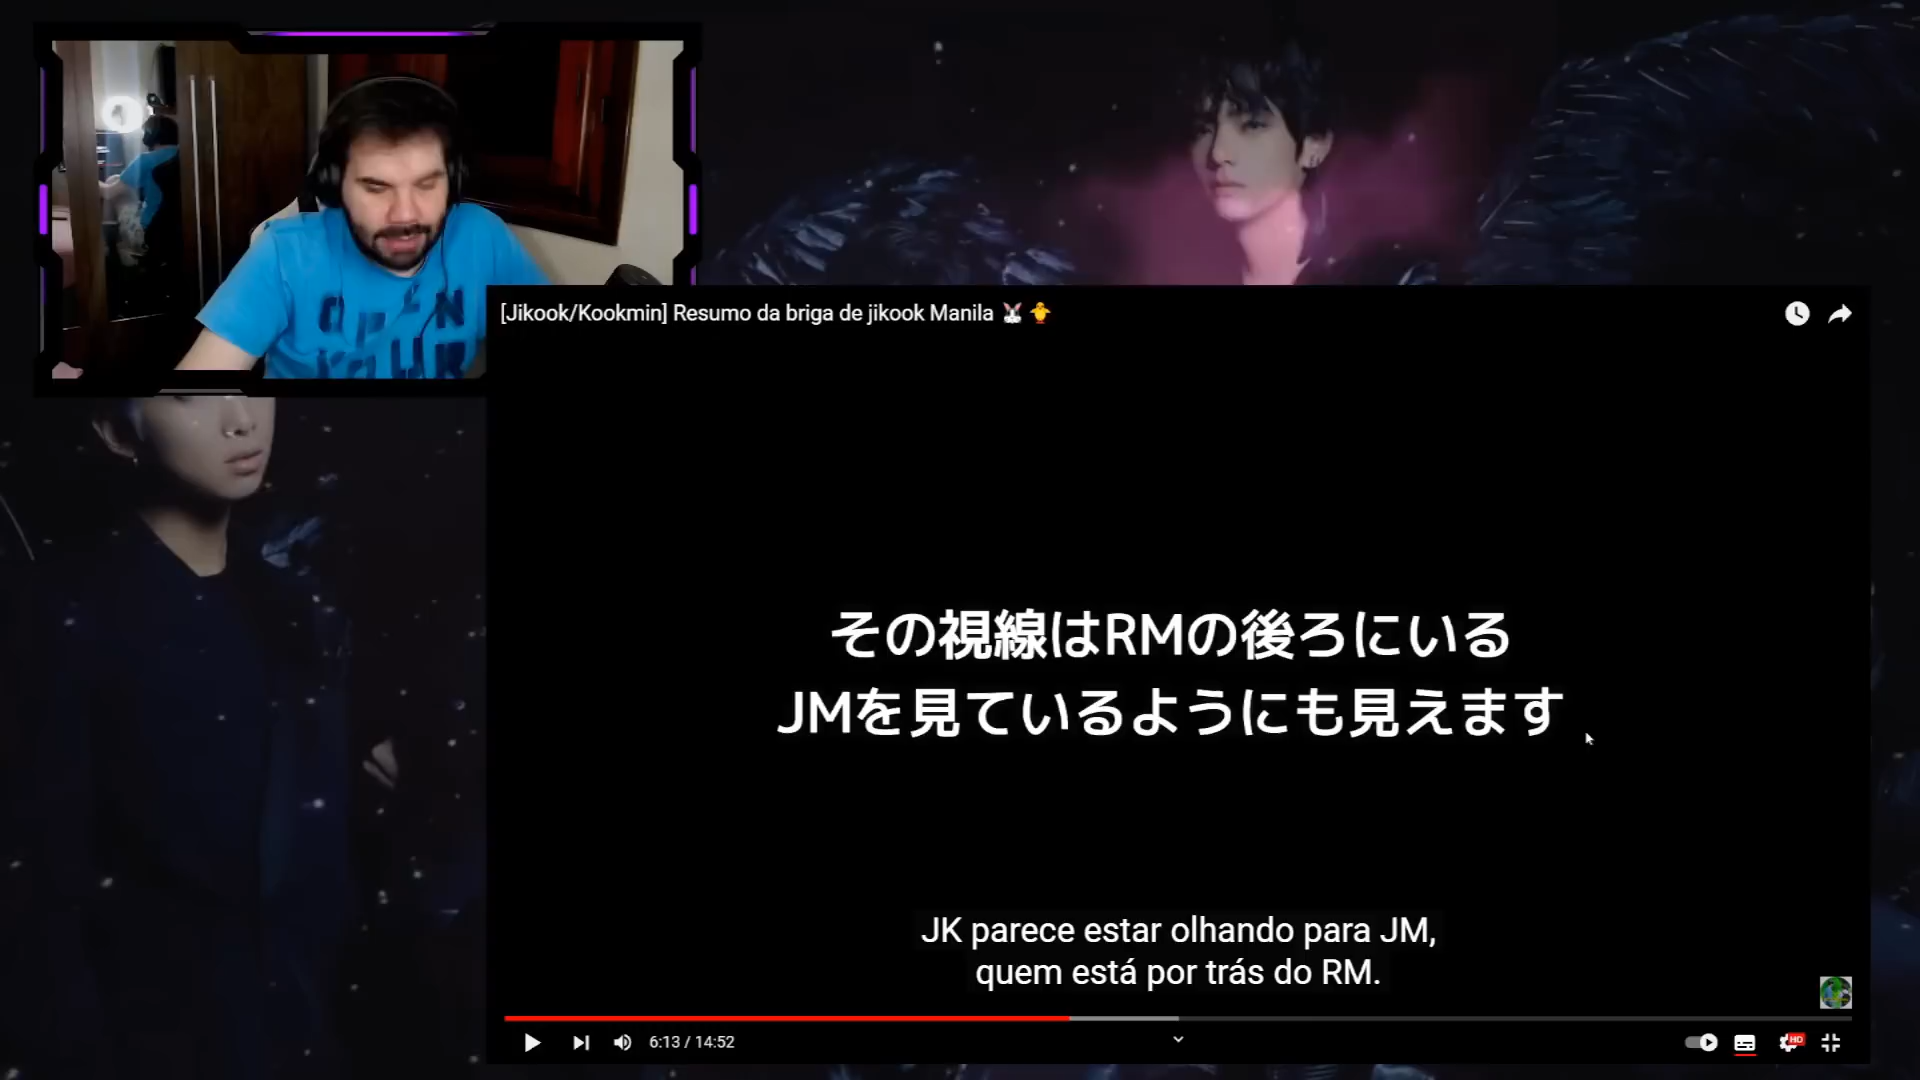 [Jikook/Kookmin] Resumo da briga de jikook Manila 🐰🐥
その視線はRMの後ろにいる
JMを見ているようにも見えます
JK parece estar olhando para JM,
quem está por trás do RM.
6:13 / 14:52
HD